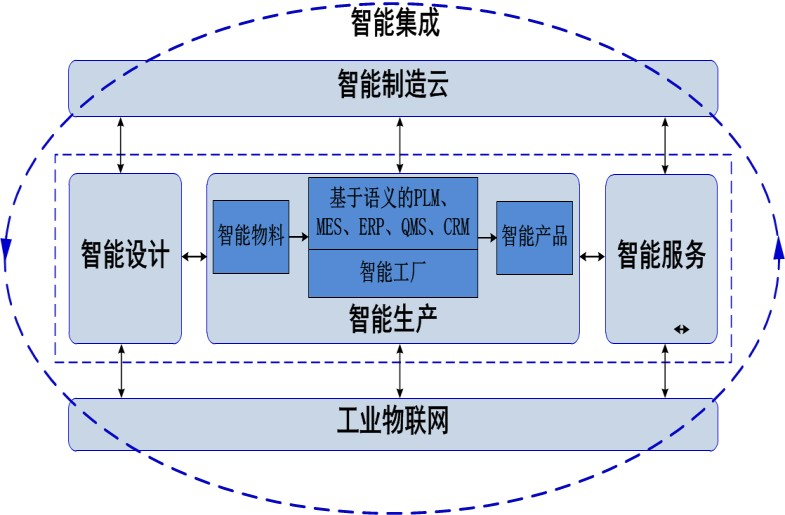 智能集成
智能制造云
智能设计
智能物料
基于语义的PLM、
MES、ERP、QMS、CRM
智能工厂
智能产品
智能生产
智能服务
工业物联网